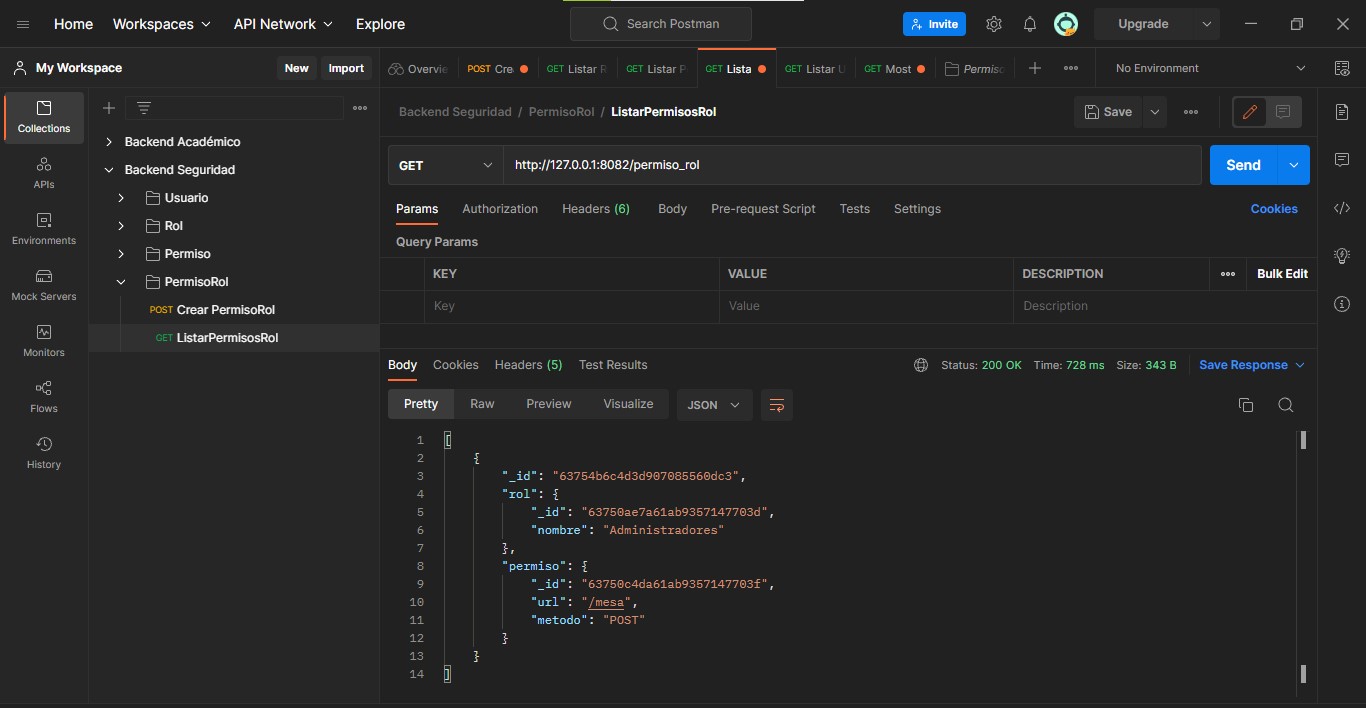 Home Workspaces API Network Explore Search Postman Invite Upgrade
My Workspace New Import Overvie POST Cre GET Listar R GET Listar P GET Lista GET Listar U GET Most Permiso No Environment
Collections
APIs
Environments
Mock Servers
Monitors
Flows
History
Backend Académico
Backend Seguridad
Usuario
Rol
Permiso
PermisoRol
POST Crear PermisoRol
GET ListarPermisosRol
Backend Seguridad / PermisoRol / ListarPermisosRol Save
GET http://127.0.0.1:8082/permiso_rol Send
Params Authorization Headers (6) Body Pre-request Script Tests Settings Cookies
Query Params
KEY VALUE DESCRIPTION Bulk Edit
Key Value Description
Body Cookies Headers (5) Test Results Status: 200 OK Time: 728 ms Size: 343 B Save Response
Pretty Raw Preview Visualize JSON
1 [
2 {
3 "_id": "63754b6c4d3d907085560dc3",
4 "rol": {
5 "_id": "63750ae7a61ab9357147703d",
6 "nombre": "Administradores"
7 },
8 "permiso": {
9 "_id": "63750c4da61ab9357147703f",
10 "url": "/mesa",
11 "metodo": "POST"
12 }
13 }
14 ]